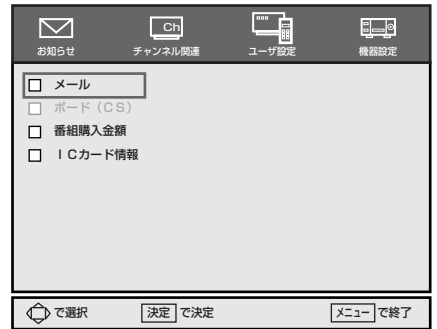 お知らせ Ch チャンネル関連 ユーザ設定 機器設定
メール
ボード（CS）
番組購入金額
ICカード情報
で選択 決定 で決定 メニュー で終了